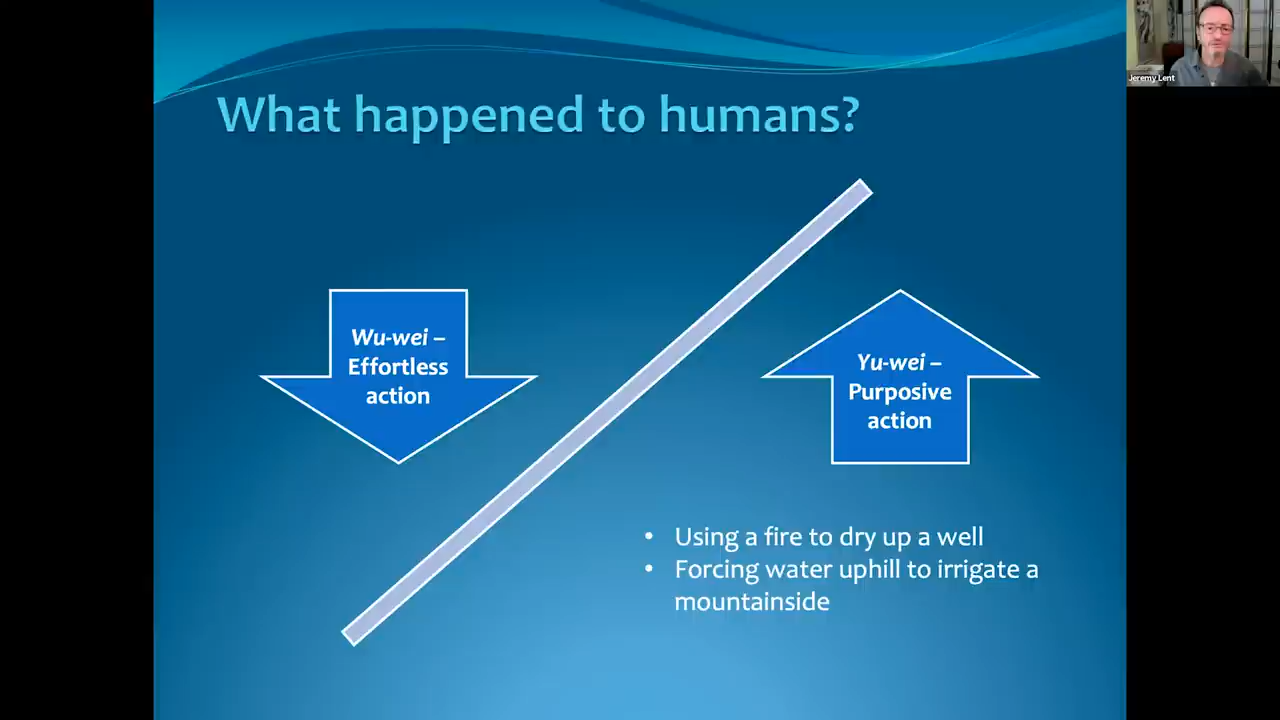 What happened to humans?
Jeremy Lent
Wu-wei –
Effortless
action
Yu-wei –
Purposive
action
• Using a fire to dry up a well
• Forcing water uphill to irrigate a
mountainside